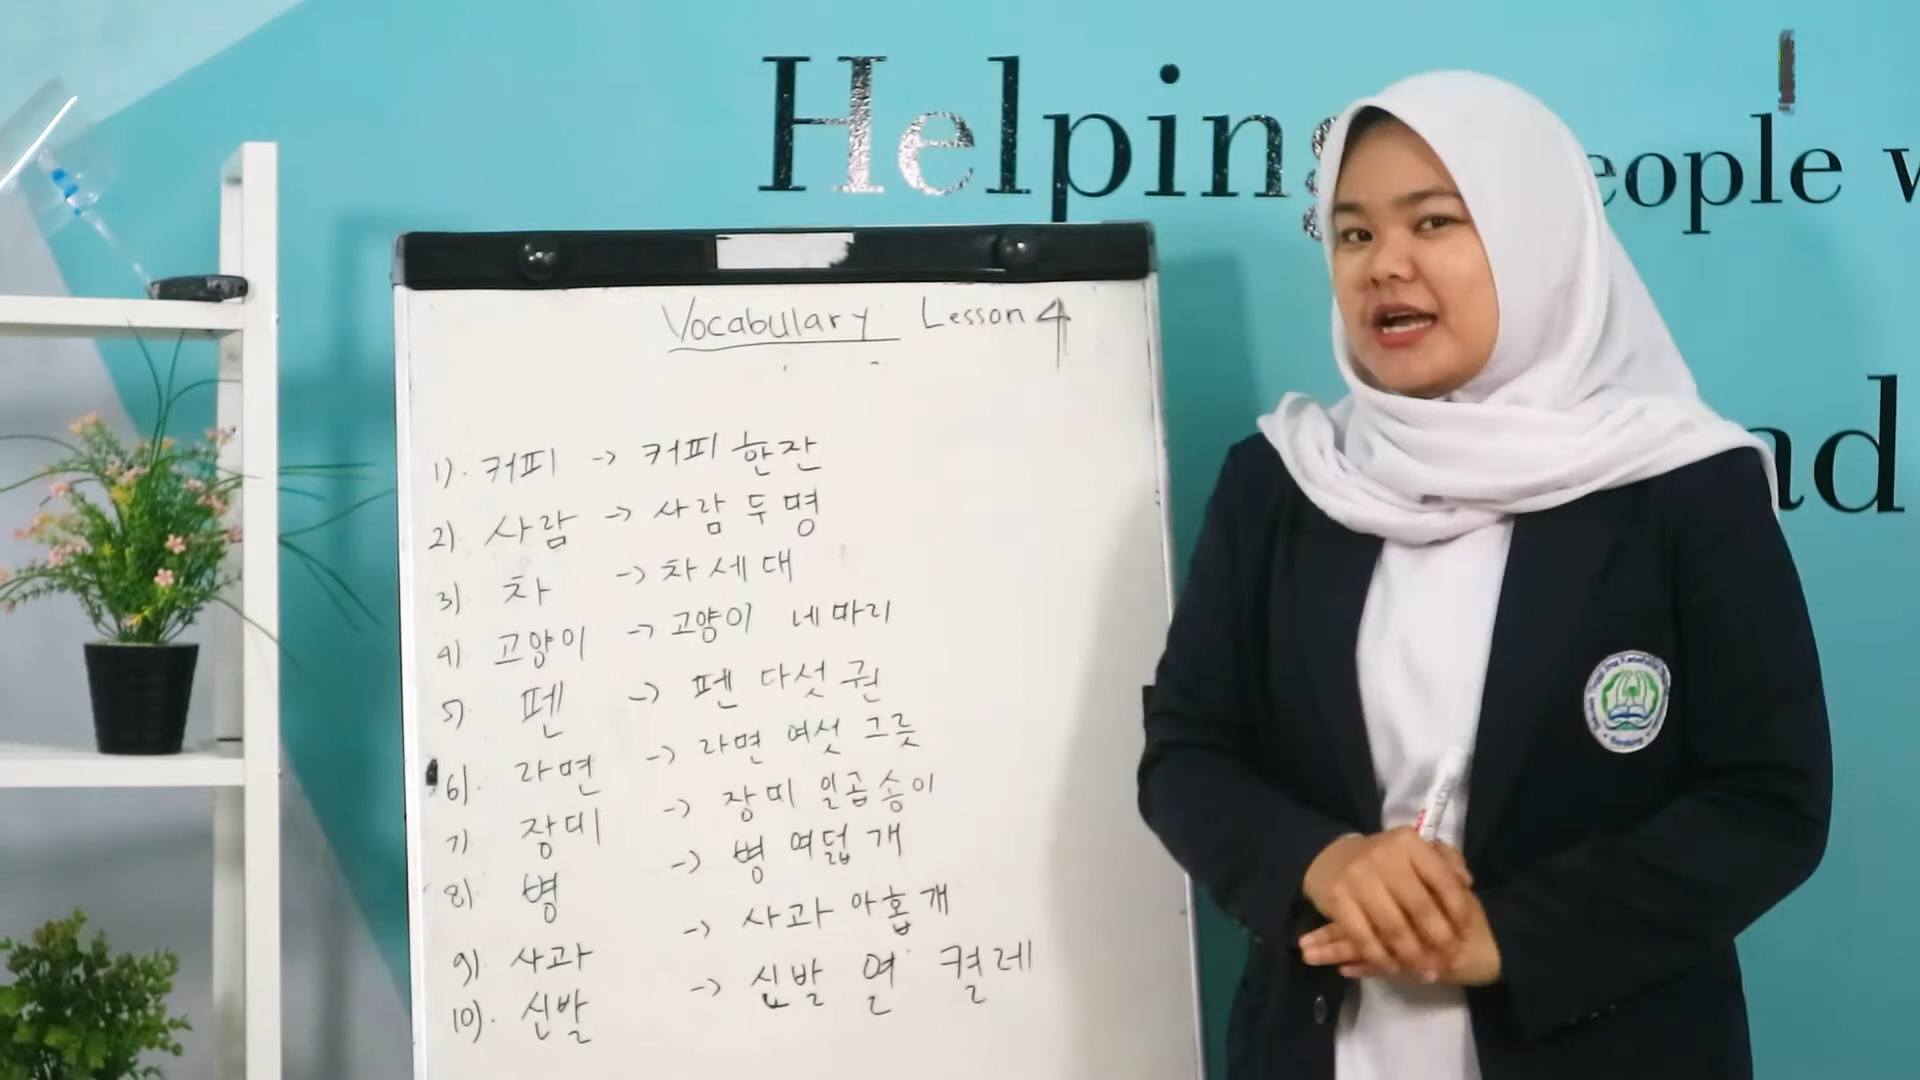 Helping people w
ad
Vocabulary Lesson 4
1). 커피 -> 커피 한잔
2). 사람 -> 사람 두 명
3). 차 -> 차 세 대
4) 고양이 -> 고양이 네 마리
5) 펜 -> 펜 다섯 권
6). 라면 -> 라면 여섯 그릇
7) 장미 -> 장미 일곱 송이
8). 병 -> 병 여덟 개
9). 사과 -> 사과 아홉 개
10). 신발 -> 신발 열 켤레